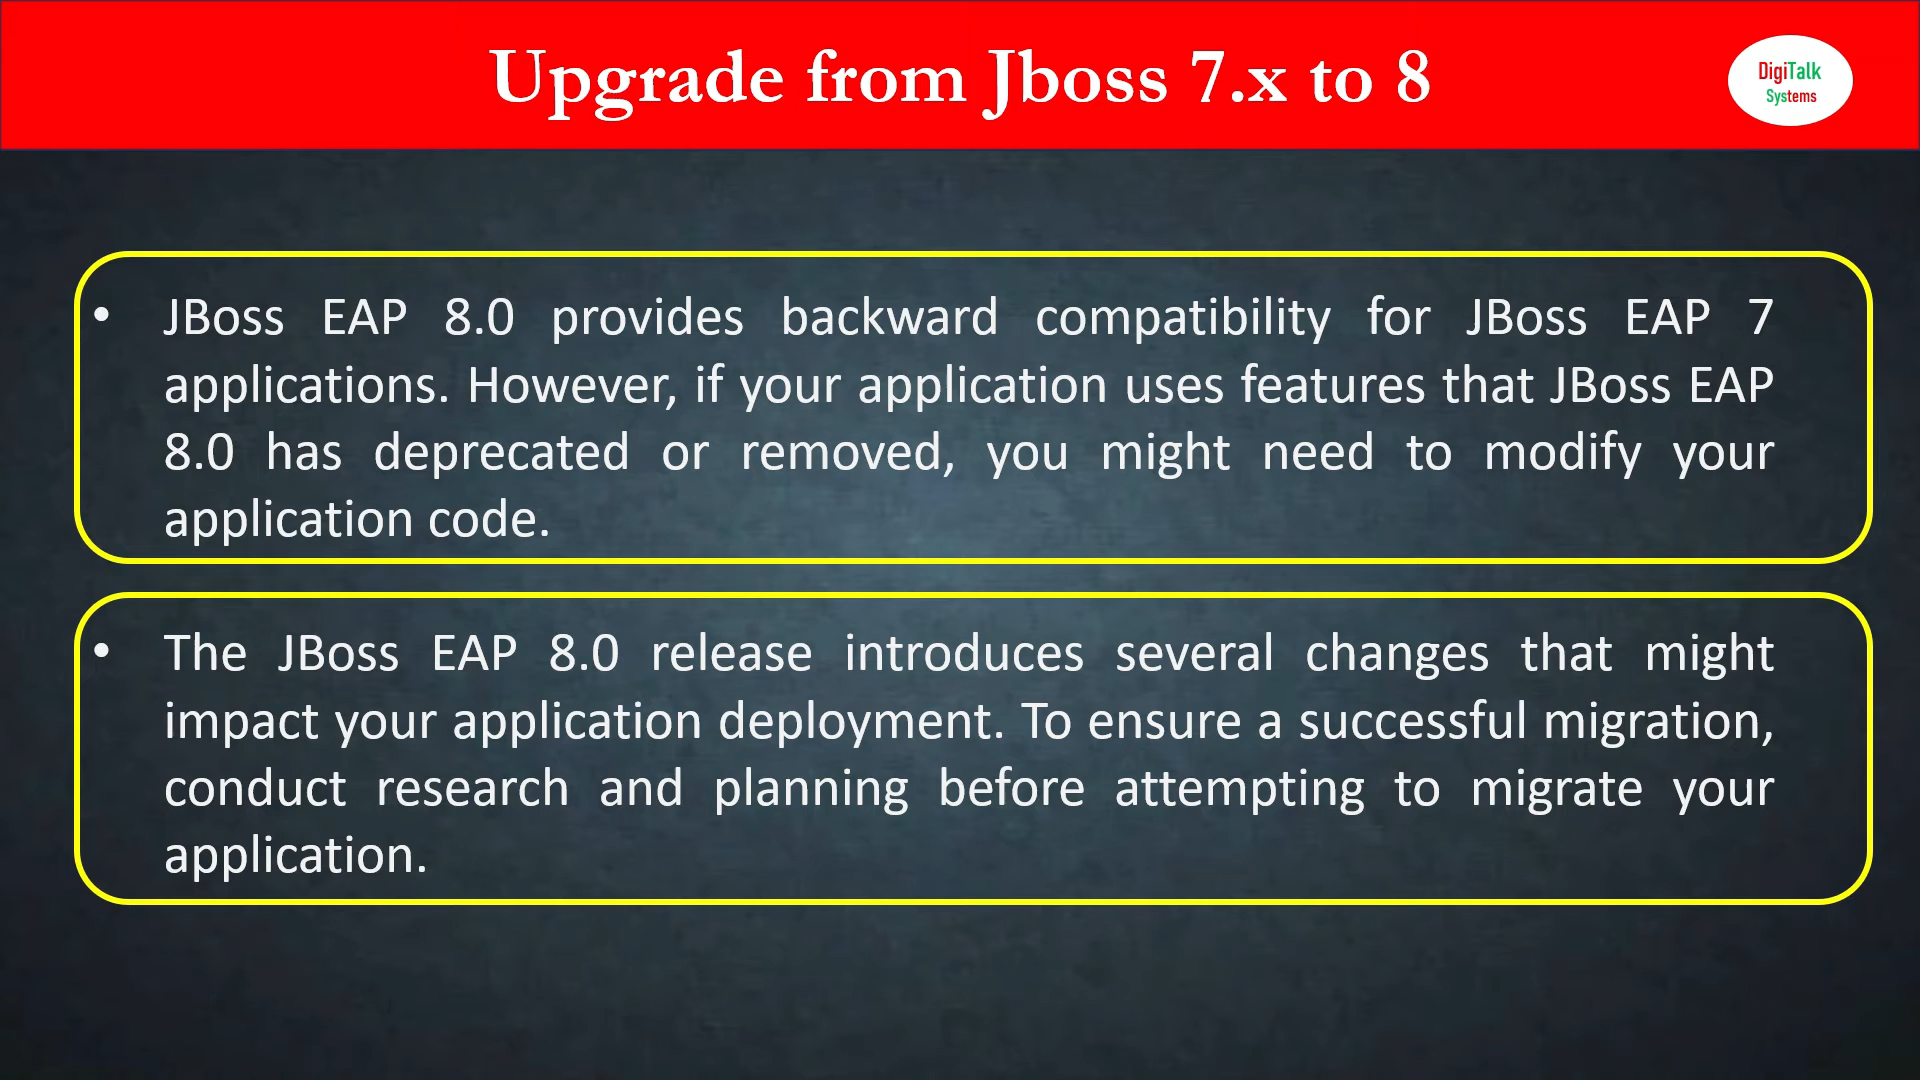 Upgrade from Jboss 7.x to 8
DigiTalk
Systems
• JBoss EAP 8.0 provides backward compatibility for JBoss EAP 7
applications. However, if your application uses features that JBoss EAP
8.0 has deprecated or removed, you might need to modify your
application code.
• The JBoss EAP 8.0 release introduces several changes that might
impact your application deployment. To ensure a successful migration,
conduct research and planning before attempting to migrate your
application.